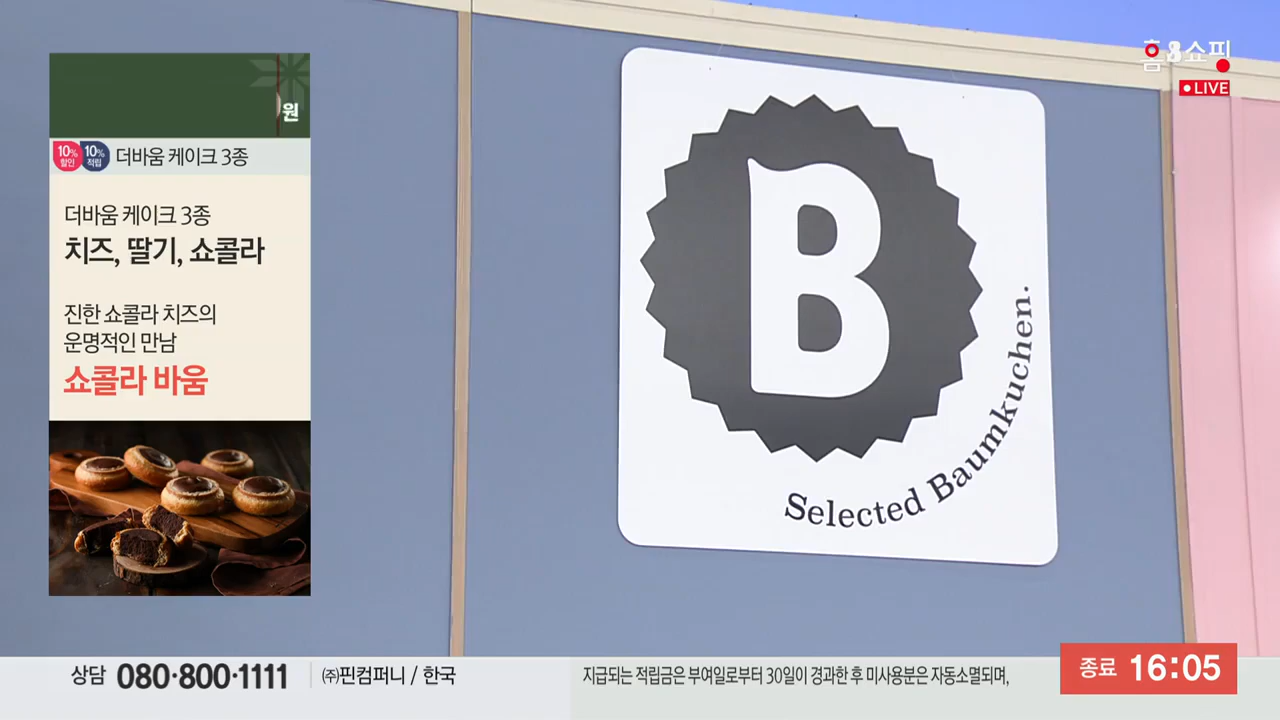 원
10% 할인
10% 적립
더바움 케이크 3종
더바움 케이크 3종
치즈, 딸기, 쇼콜라
진한 쇼콜라 치즈의
운명적인 만남
쇼콜라 바움
B
Selected Baumkuchen.
홈&쇼핑
LIVE
상담 080·800·1111
㈜핀컴퍼니 / 한국
지급되는 적립금은 부여일로부터 30일이 경과한 후 미사용분은 자동소멸되며,
종료 16:05